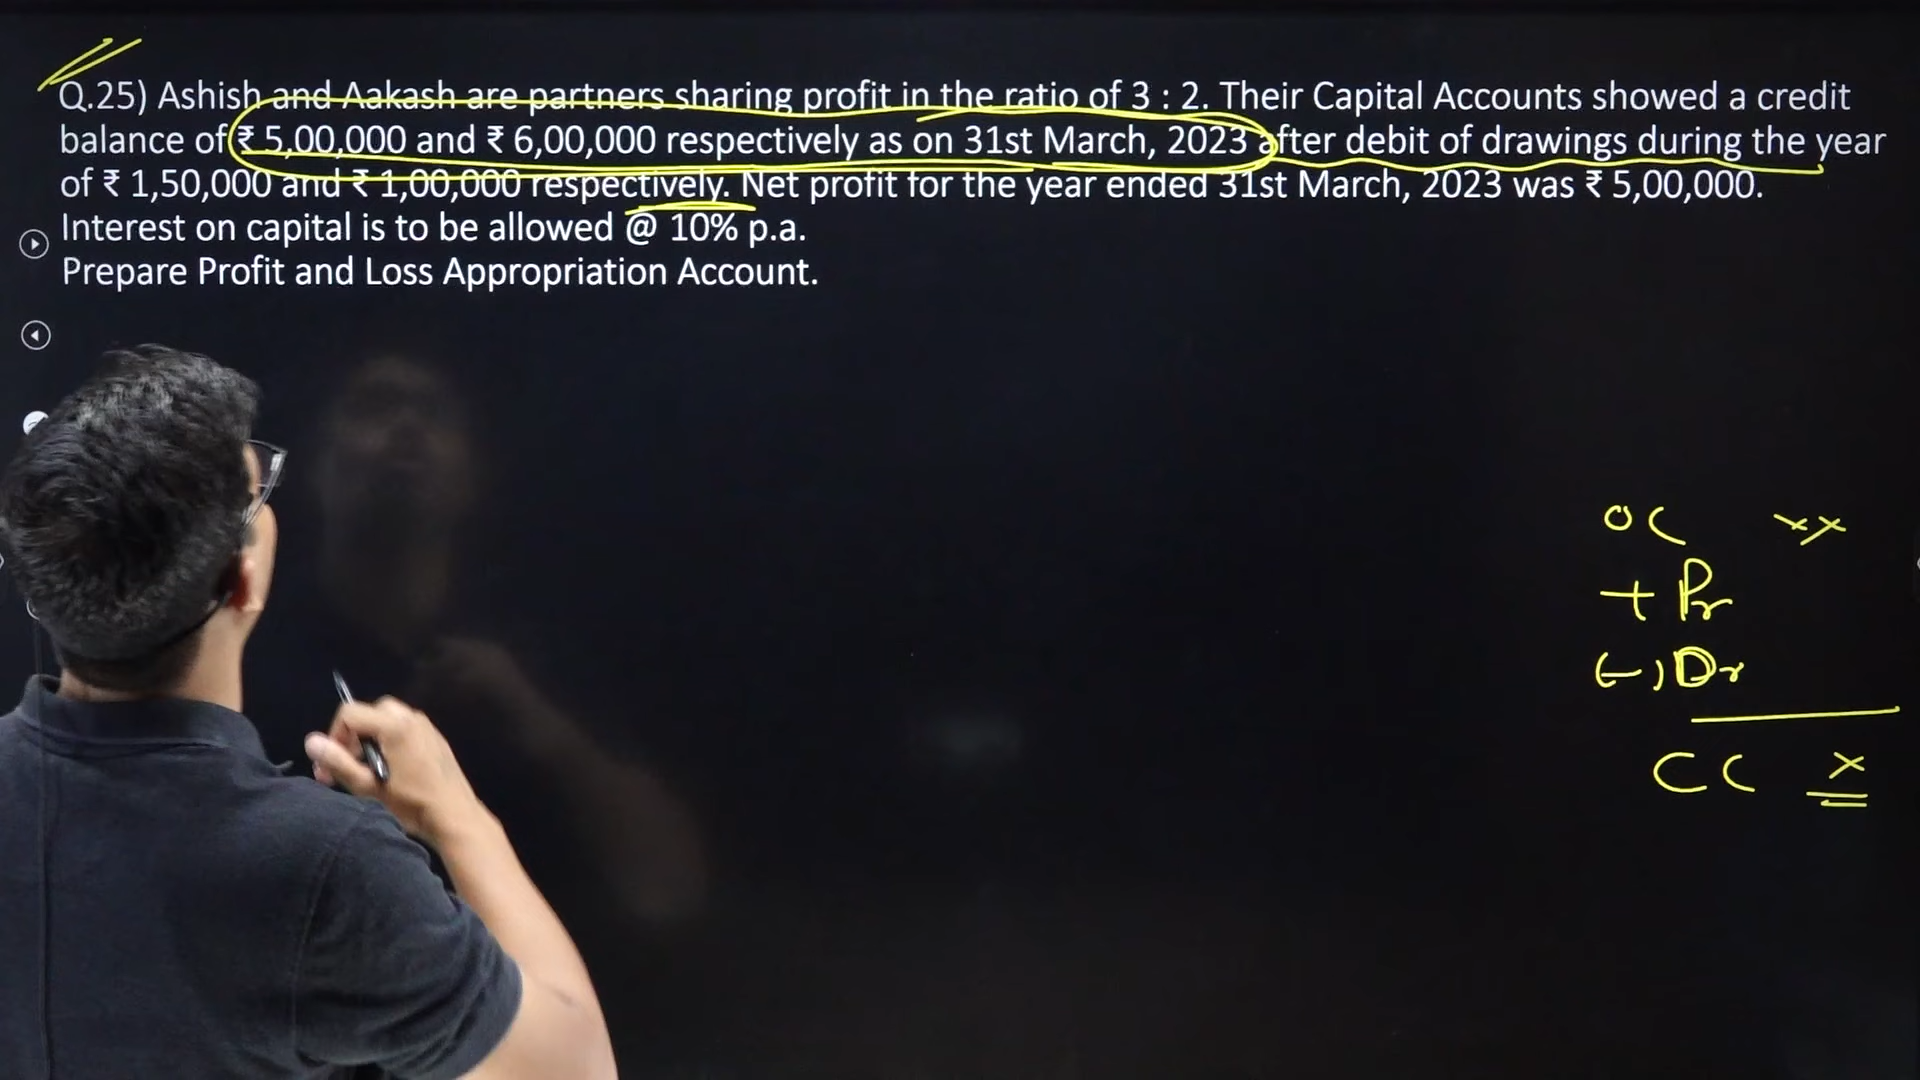 Q.25) Ashish and Aakash are partners sharing profit in the ratio of 3 : 2. Their Capital Accounts showed a credit
balance of ₹ 5,00,000 and ₹ 6,00,000 respectively as on 31st March, 2023 after debit of drawings during the year
of ₹ 1,50,000 and ₹ 1,00,000 respectively. Net profit for the year ended 31st March, 2023 was ₹ 5,00,000.
Interest on capital is to be allowed @ 10% p.a.
Prepare Profit and Loss Appropriation Account.
OC xx
+ Pr
(-) Dr
CC x